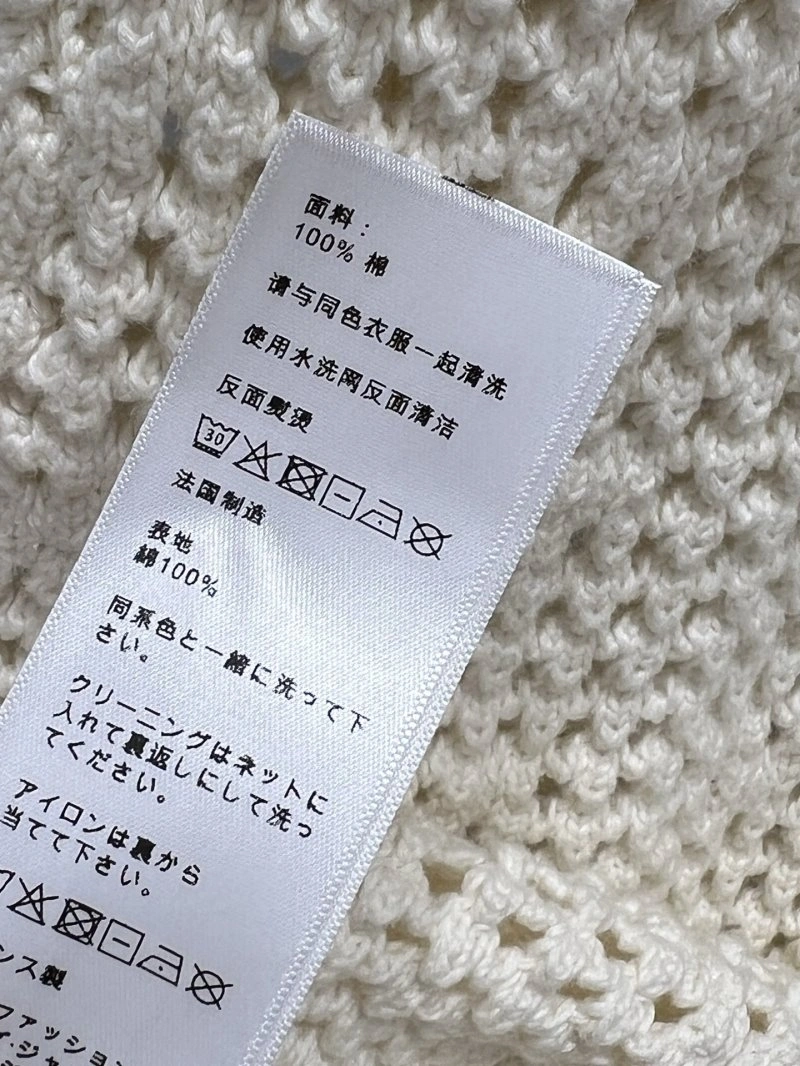 面料：
100% 棉
请与同色衣服一起清洗
使用水洗网反面清洁
反面熨烫
30
法国制造
表地
綿100%
同系色と一緒に洗って下
さい。
クリーニングはネットに
入れて裏返しにして洗っ
てください。
アイロンは裏から
当てて下さい。
ンス製
ファッション
イ・ジャ